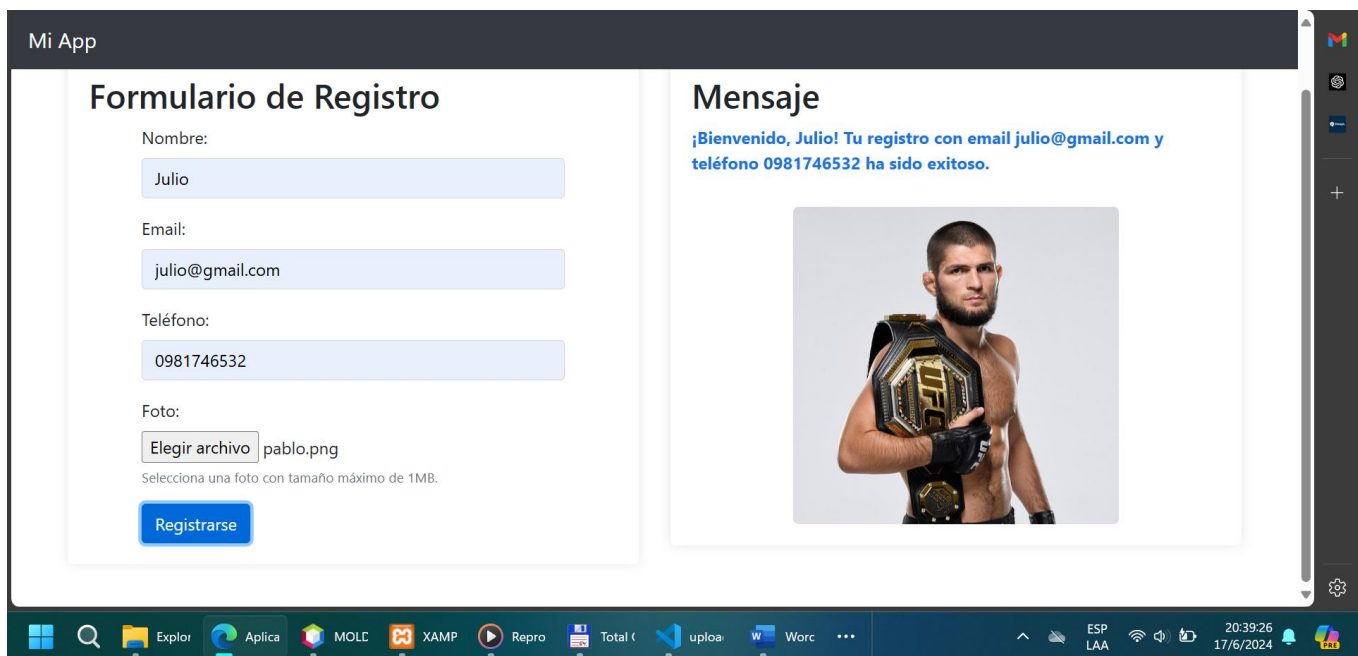 Mi App
Formulario de Registro
Nombre:
Julio
Email:
julio@gmail.com
Teléfono:
0981746532
Foto:
Elegir archivo pablo.png
Selecciona una foto con tamaño máximo de 1MB.
Registrarse
Mensaje
¡Bienvenido, Julio! Tu registro con email julio@gmail.com y
teléfono 0981746532 ha sido exitoso.
UFC
UFC
Explor Aplica MOLD XAMP Repro Total ( uploa Worc
ESP
LAA
20:39:26
17/6/2024
PRE